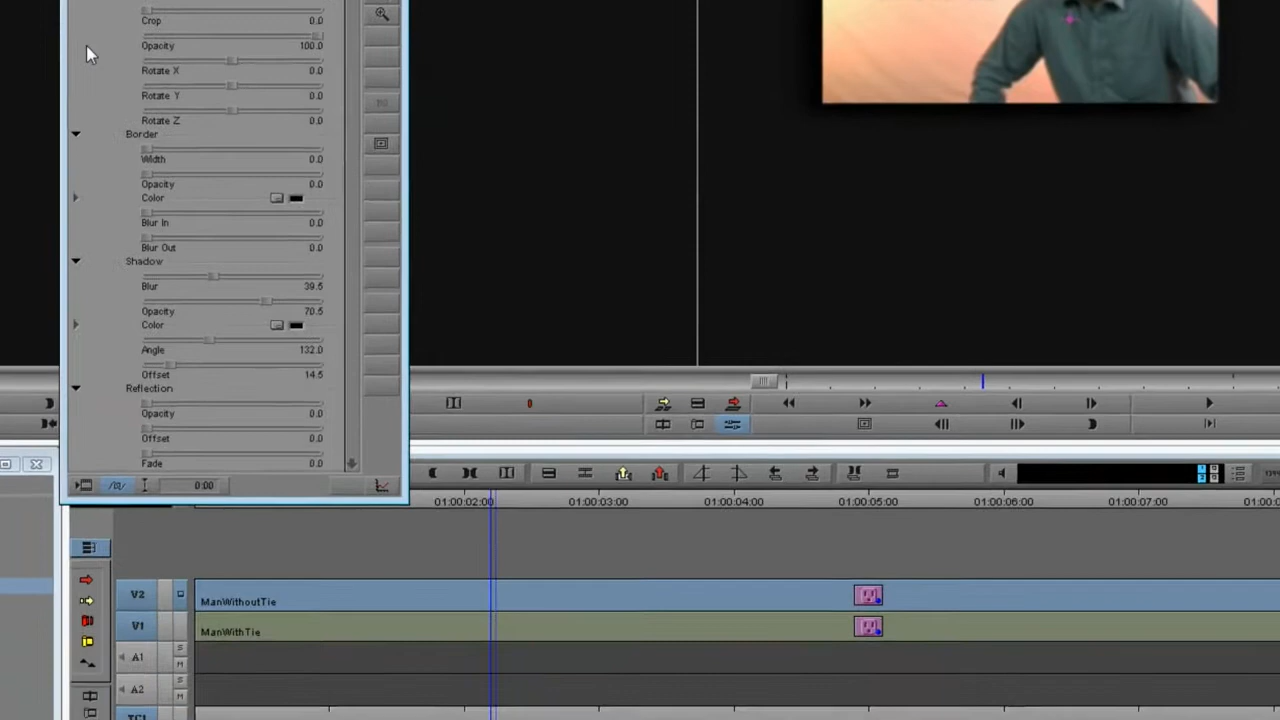 Crop 0.0
Opacity 100.0
Rotate X 0.0
Rotate Y 0.0
Rotate Z 0.0
Border
Width 0.0
Opacity 0.0
Color
Blur In 0.0
Blur Out 0.0
Shadow
Blur 39.5
Opacity 70.5
Color
Angle 132.0
Offset 14.5
Reflection
Opacity 0.0
Offset 0.0
Fade 0.0
0:00
01:00:02:00 01:00:03:00 01:00:04:00 01:00:05:00 01:00:06:00 01:00:07:00
V2 ManWithoutTie
V1 ManWithTie
A1 S M
A2 S M
TC1